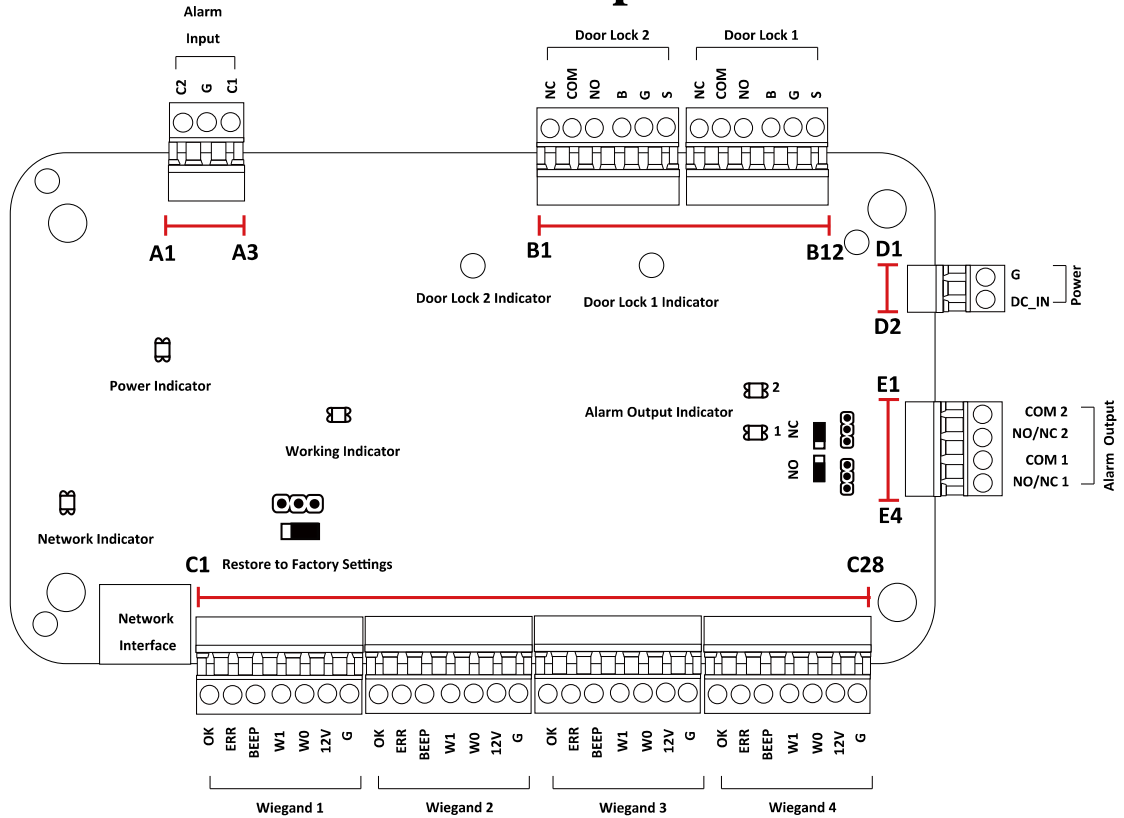 Alarm
Input
C2 G C1
Door Lock 2
Door Lock 1
NC COM NO B G S
NC COM NO B G S
A1 A3
B1 B12
D1
G
DC_IN
Power
D2
Door Lock 2 Indicator
Door Lock 1 Indicator
Power Indicator
E1
2
Alarm Output Indicator
1
NC
NO
COM 2
NO/NC 2
COM 1
NO/NC 1
Alarm Output
E4
Working Indicator
Network Indicator
Restore to Factory Settings
C1 C28
Network
Interface
OK ERR BEEP W1 W0 12V G
OK ERR BEEP W1 W0 12V G
OK ERR BEEP W1 W0 12V G
OK ERR BEEP W1 W0 12V G
Wiegand 1
Wiegand 2
Wiegand 3
Wiegand 4